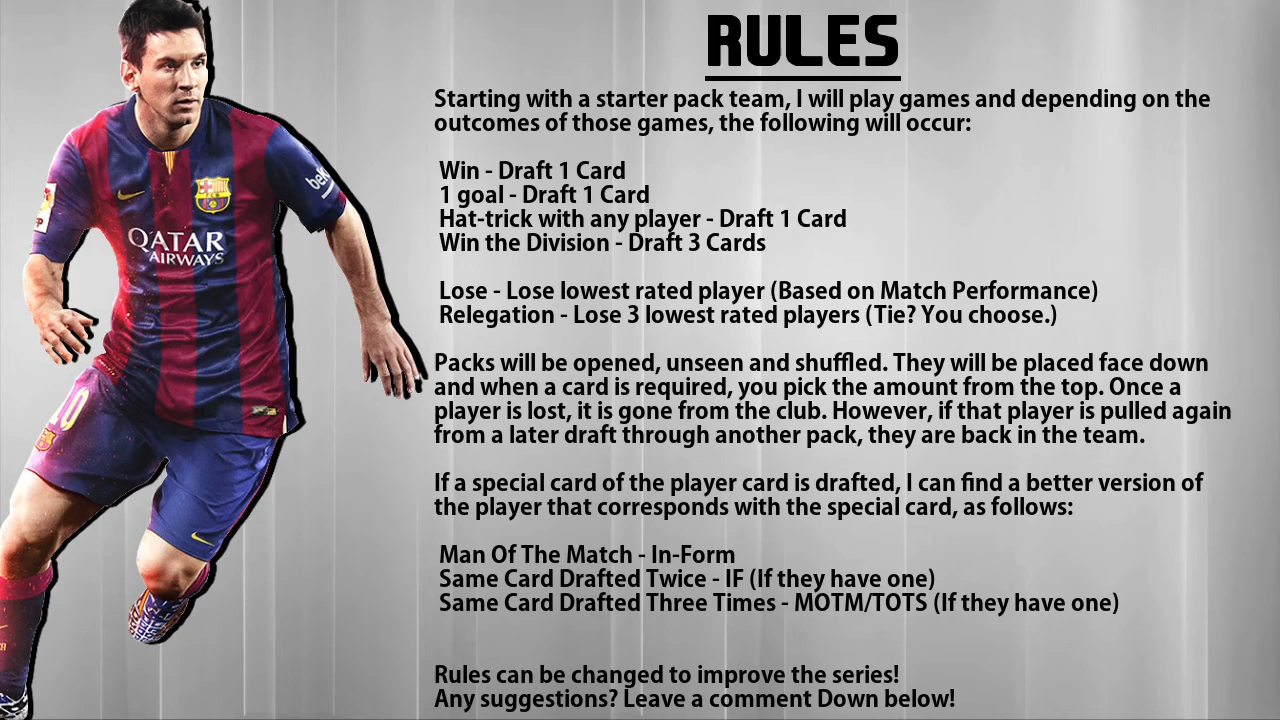 RULES
Starting with a starter pack team, I will play games and depending on the
outcomes of those games, the following will occur:
Win - Draft 1 Card
1 goal - Draft 1 Card
Hat-trick with any player - Draft 1 Card
Win the Division - Draft 3 Cards
Lose - Lose lowest rated player (Based on Match Performance)
Relegation - Lose 3 lowest rated players (Tie? You choose.)
Packs will be opened, unseen and shuffled. They will be placed face down
and when a card is required, you pick the amount from the top. Once a
player is lost, it is gone from the club. However, if that player is pulled again
from a later draft through another pack, they are back in the team.
If a special card of the player card is drafted, I can find a better version of
the player that corresponds with the special card, as follows:
Man Of The Match - In-Form
Same Card Drafted Twice - IF (If they have one)
Same Card Drafted Three Times - MOTM/TOTS (If they have one)
Rules can be changed to improve the series!
Any suggestions? Leave a comment Down below!
QATAR
AIRWAYS
beIN
10